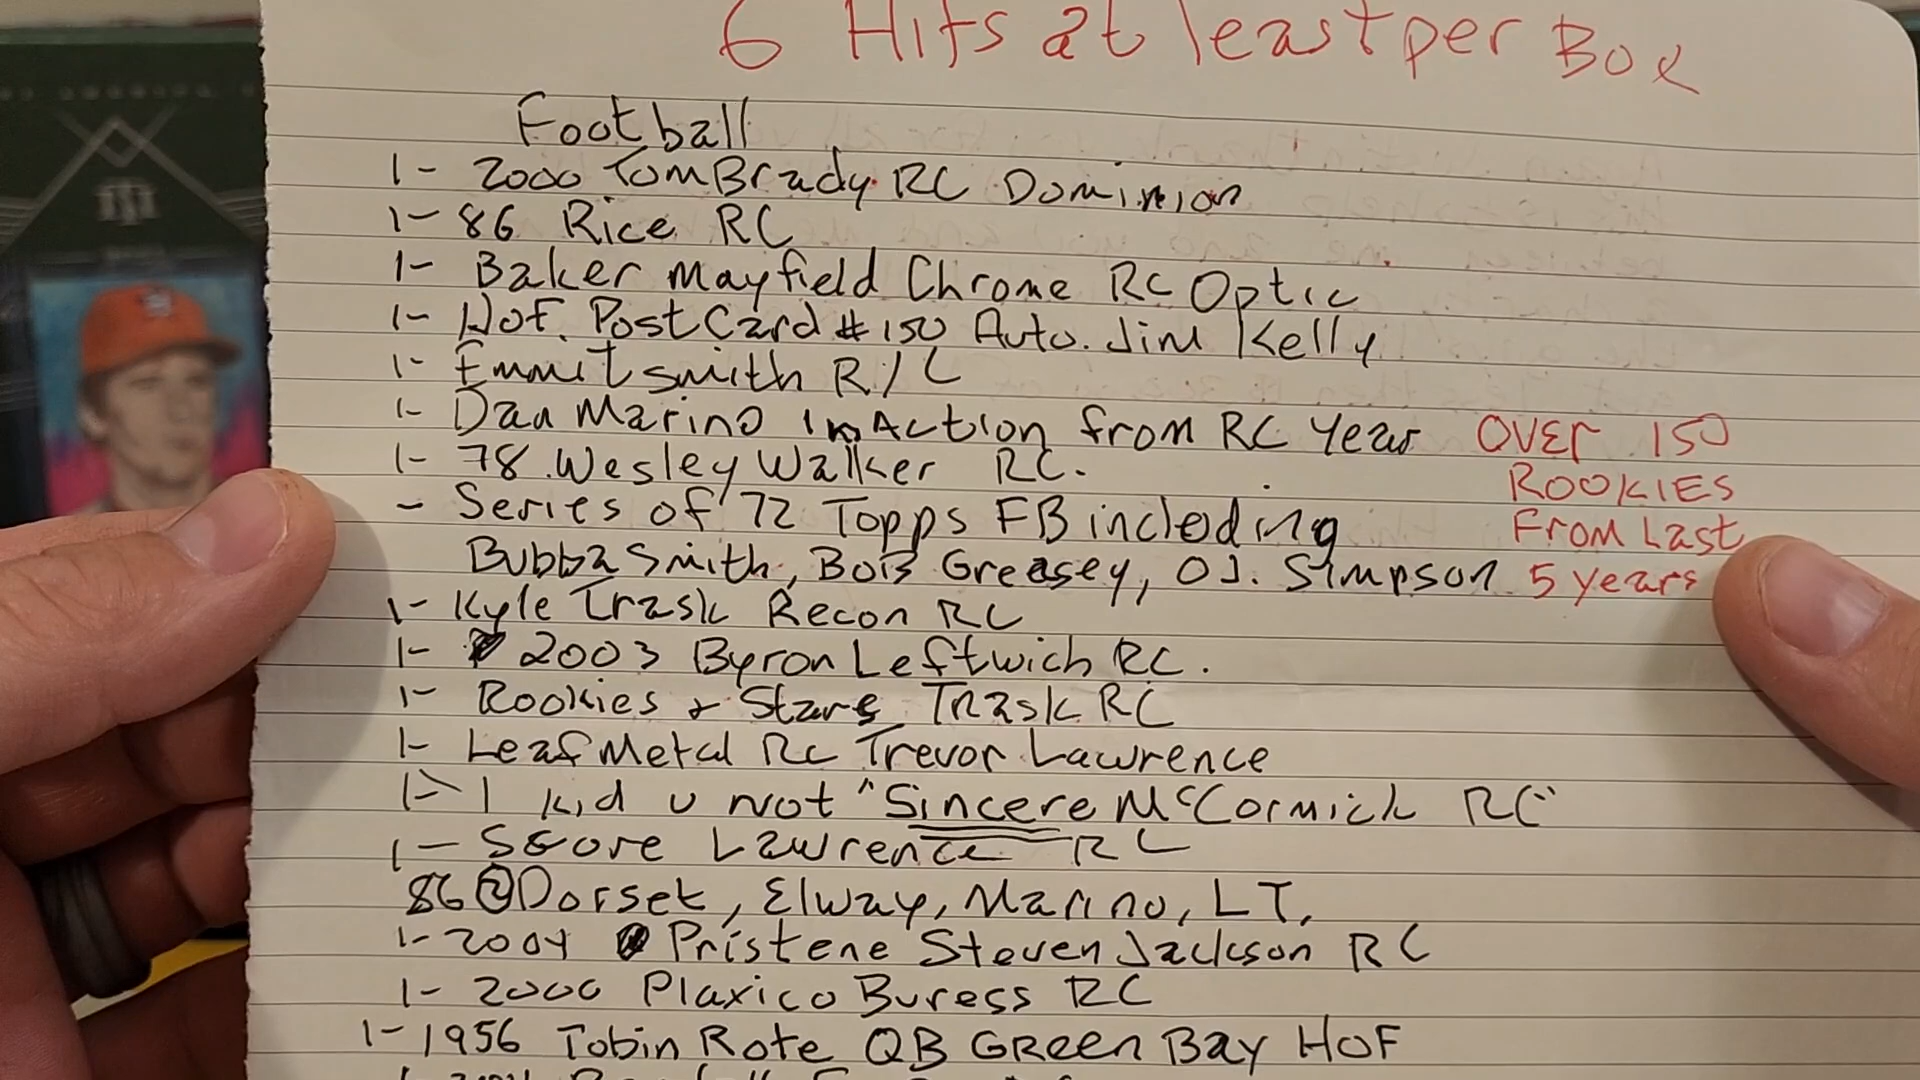 6 Hits at least per Box
Football
1- 2000 Tom Brady RC Dominion
1- 86 Rice RC
1- Baker Mayfield Chrome RC Optic
1- HOF. Post Card #150 Auto. Jim Kelly
1- Emmit smith R/C
1- Dan Marino In Action from RC Year
OVER 150
1- 78 Wesley Walker RC.
ROOKIES
- Series of '72 Topps FB incloding
From Last
Bubba Smith, Bob Greasey, OJ. Simpson
5 years
1- Kyle Trask Recon RC
1- 2003 Byron Leftwich RC.
1- Rookies & Stars Trask RC
1- Leaf Metal Rc Trevor Lawrence
1-> I kid u not "Sincere McCormick RC"
1- Score Lawrence RC
86 Dorset, Elway, Marino, LT,
1- 2004 Pristene Steven Jackson RC
1- 2000 Plaxico Buress RC
1- 1956 Tobin Rote QB GReen BAy HOF